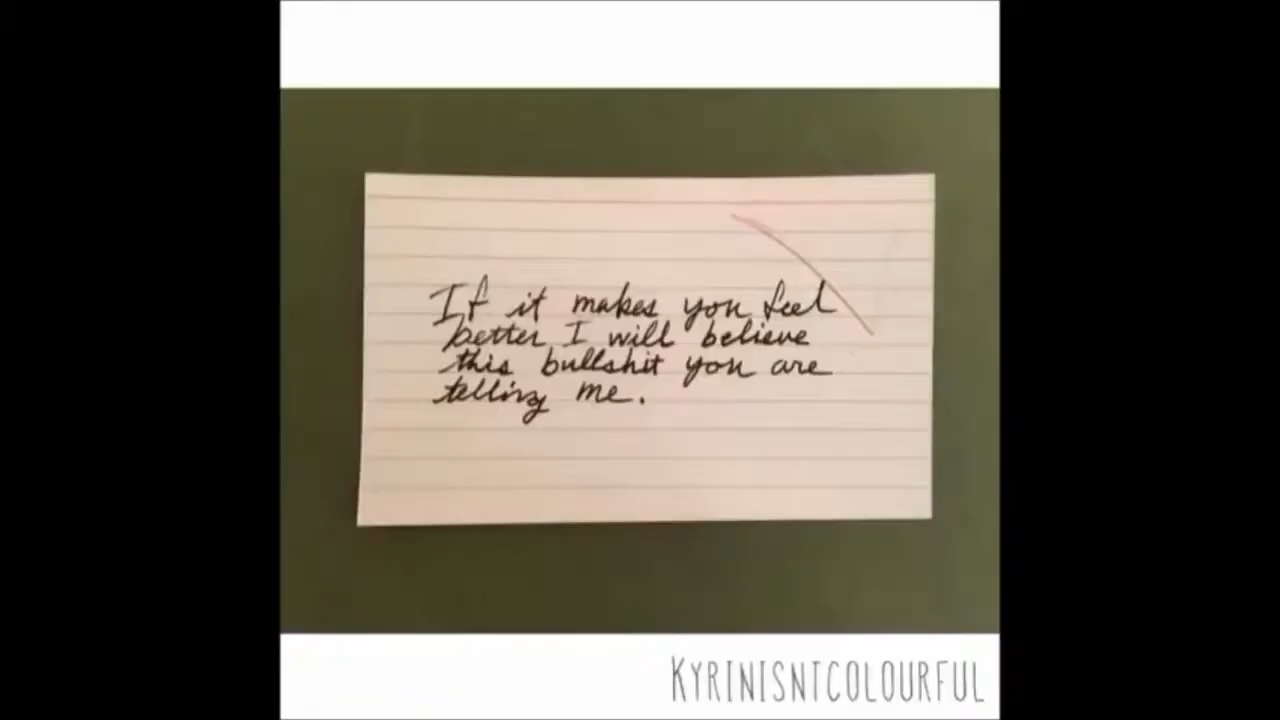 If it makes you feel
better I will believe
this bullshit you are
telling me.
KYRINISNTCOLOURFUL